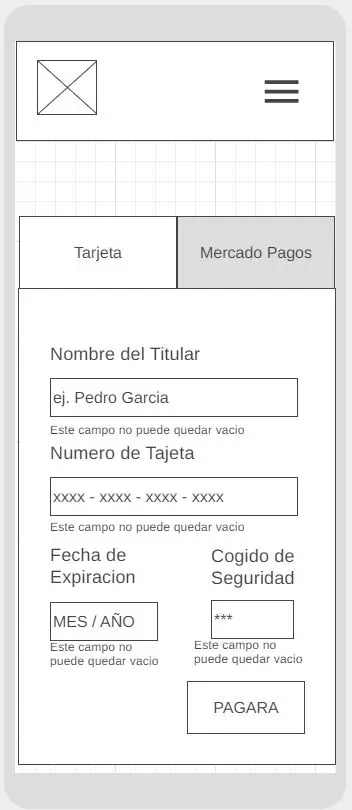 Tarjeta
Mercado Pagos
Nombre del Titular
ej. Pedro Garcia
Este campo no puede quedar vacio
Numero de Tajeta
xxxx - xxxx - xxxx - xxxx
Este campo no puede quedar vacio
Fecha de
Expiracion
MES / AÑO
Este campo no
puede quedar vacio
Cogido de
Seguridad
***
Este campo no
puede quedar vacio
PAGARA